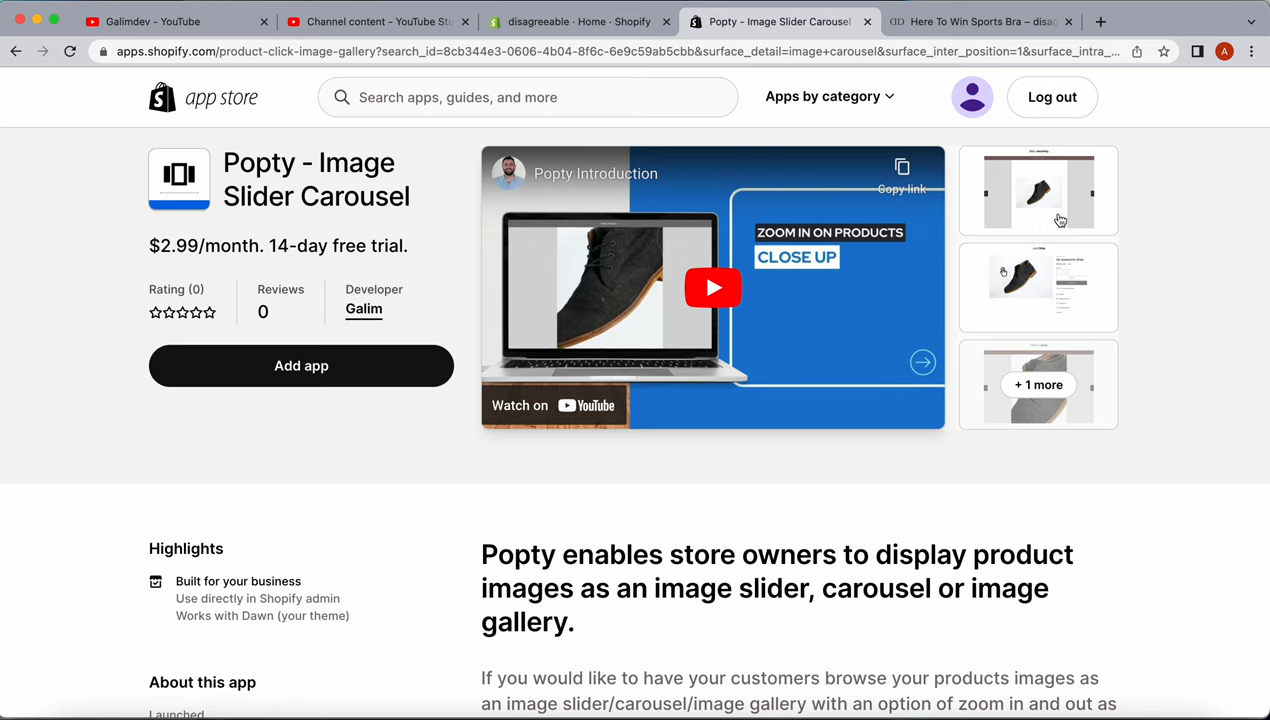 Galimdev - YouTube
Channel content - YouTube Stu
disagreeable · Home · Shopify
Popty - Image Slider Carousel
Here To Win Sports Bra – disag
apps.shopify.com/product-click-image-gallery?search_id=8cb344e3-0606-4b04-8f6c-6e9c59ab5cbb&surface_detail=image+carousel&surface_inter_position=1&surface_intra_...
A
app store
Search apps, guides, and more
Apps by category
Log out
Popty - Image
Slider Carousel
$2.99/month. 14-day free trial.
Rating (0)
Reviews
0
Developer
Galim
Add app
Popty Introduction
Copy link
ZOOM IN ON PRODUCTS
CLOSE UP
Watch on YouTube
+ 1 more
Highlights
Built for your business
Use directly in Shopify admin
Works with Dawn (your theme)
About this app
Launched
Popty enables store owners to display product
images as an image slider, carousel or image
gallery.
If you would like to have your customers browse your products images as
an image slider/carousel/image gallery with an option of zoom in and out as